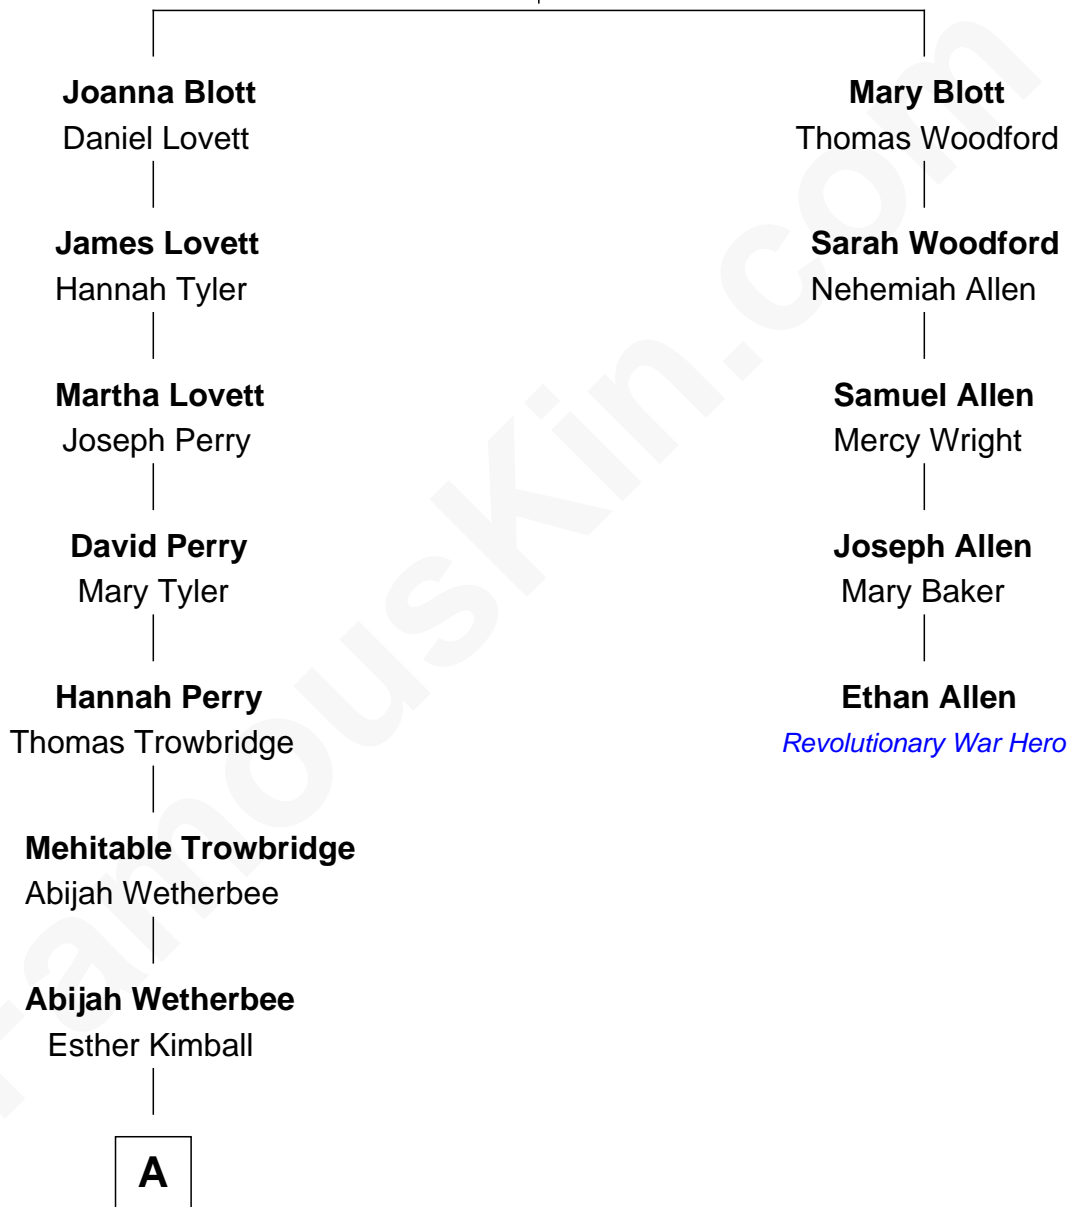 Joanna Blott
Daniel Lovett
James Lovett
Hannah Tyler
Martha Lovett
Joseph Perry
David Perry
Mary Tyler
Hannah Perry
Thomas Trowbridge
Mehitable Trowbridge
Abijah Wetherbee
Abijah Wetherbee
Esther Kimball
A
Mary Blott
Thomas Woodford
Sarah Woodford
Nehemiah Allen
Samuel Allen
Mercy Wright
Joseph Allen
Mary Baker
Ethan Allen
Revolutionary War Hero
FamousKin.com